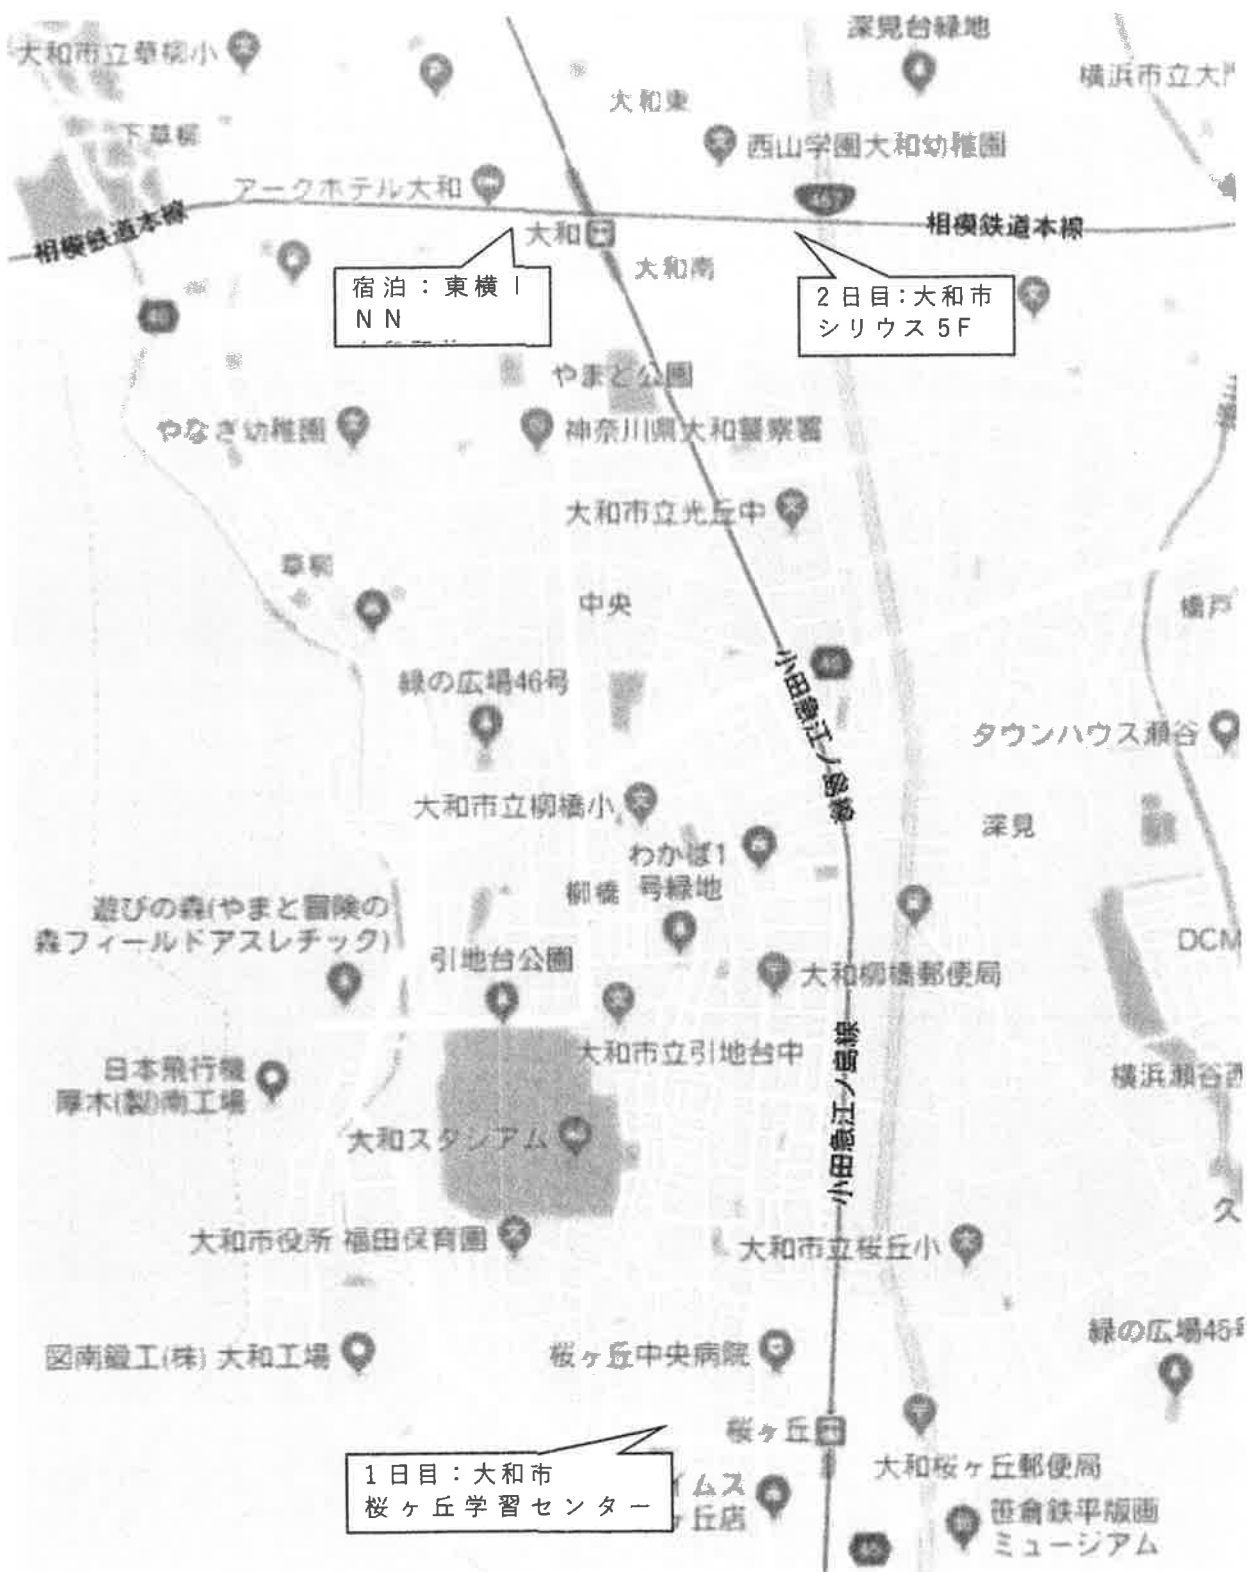 深見台緑地
大和市立草柳小
横浜市立大門
大和東
下草柳
西山学園大和幼稚園
アークホテル大和
467
相模鉄道本線
相模鉄道本線
大和
大和南
宿泊：東横I
NN
2日目：大和市
シリウス5F
やまと公園
やなぎ幼稚園
神奈川県大和警察署
大和市立光丘中
草柳
中央
橋戸
小田急江ノ島線
緑の広場46号
タウンハウス瀬谷
大和市立柳橋小
深見
わかば1
号緑地
柳橋
遊びの森(やまと冒険の
森フィールドアスレチック)
DCM
引地台公園
大和柳橋郵便局
大和市立引地台中
小田急江ノ島線
日本飛行機
厚木(製)南工場
横浜瀬谷西
大和スタジアム
久
大和市役所 福田保育園
大和市立桜丘小
緑の広場45号
図南鍛工(株) 大和工場
桜ヶ丘中央病院
桜ヶ丘
1日目：大和市
桜ヶ丘学習センター
大和桜ヶ丘郵便局
イムス
ヶ丘店
笹倉鉄平版画
ミュージアム